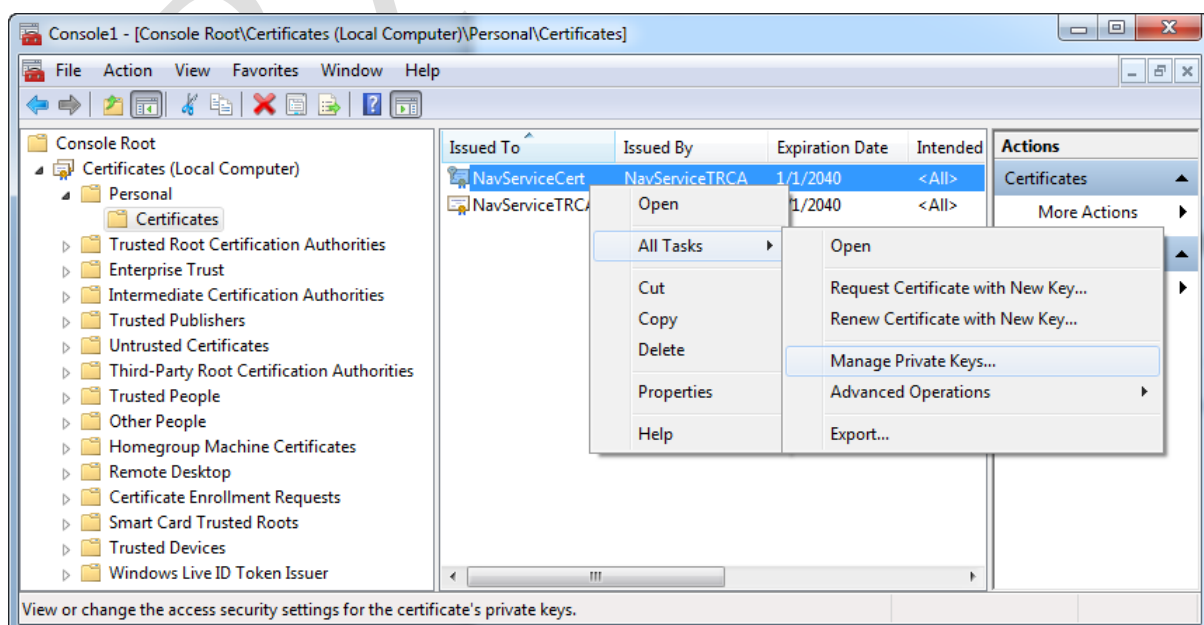 Console1 - [Console Root\Certificates (Local Computer)\Personal\Certificates]
File Action View Favorites Window Help
Console Root
Certificates (Local Computer)
Personal
Certificates
Trusted Root Certification Authorities
Enterprise Trust
Intermediate Certification Authorities
Trusted Publishers
Untrusted Certificates
Third-Party Root Certification Authorities
Trusted People
Other People
Homegroup Machine Certificates
Remote Desktop
Certificate Enrollment Requests
Smart Card Trusted Roots
Trusted Devices
Windows Live ID Token Issuer
Issued To Issued By Expiration Date Intended
NavServiceCert NavServiceTRCA 1/1/2040 <All>
NavServiceTRCA /1/2040 <All>
Open
All Tasks
Cut
Copy
Delete
Properties
Help
Open
Request Certificate with New Key...
Renew Certificate with New Key...
Manage Private Keys...
Advanced Operations
Export...
Actions
Certificates
More Actions
View or change the access security settings for the certificate's private keys.